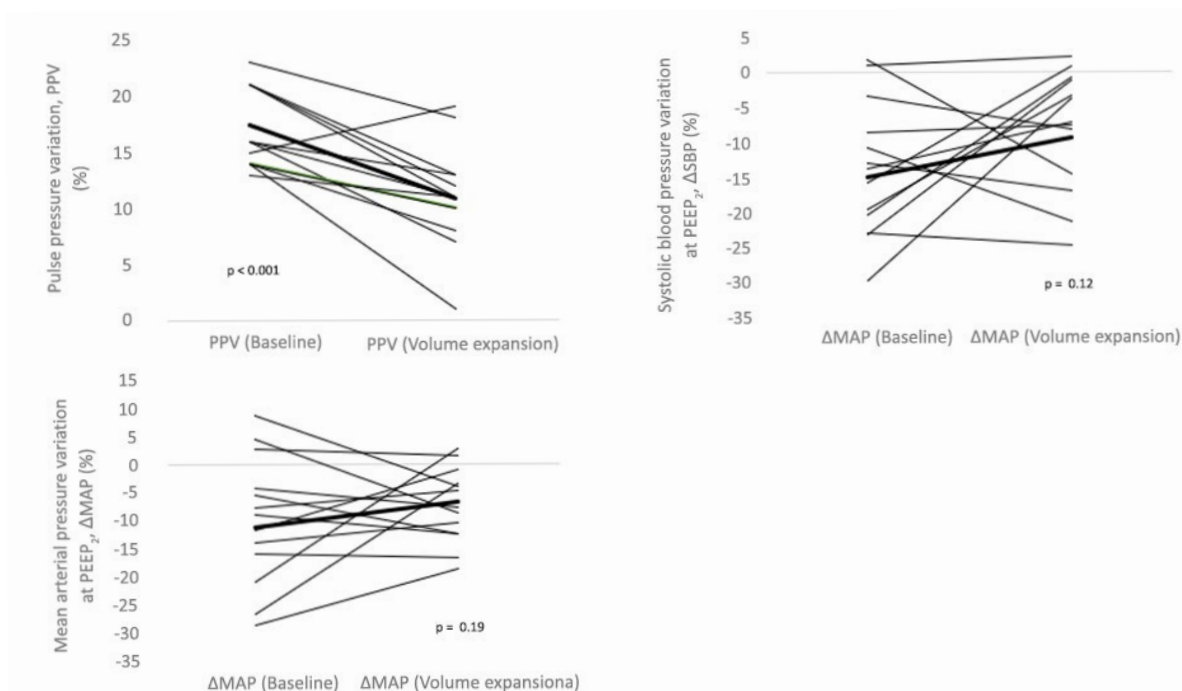 Pulse pressure variation, PPV
(%)
25
20
15
10
5
0
p < 0.001
PPV (Baseline) PPV (Volume expansion)
Systolic blood pressure variation
at PEEP₂, ΔSBP (%)
5
0
-5
-10
-15
-20
-25
-30
-35
p = 0.12
ΔMAP (Baseline) ΔMAP (Volume expansion)
Mean arterial pressure variation
at PEEP₂, ΔMAP (%)
15
10
5
0
-5
-10
-15
-20
-25
-30
-35
p = 0.19
ΔMAP (Baseline) ΔMAP (Volume expansiona)